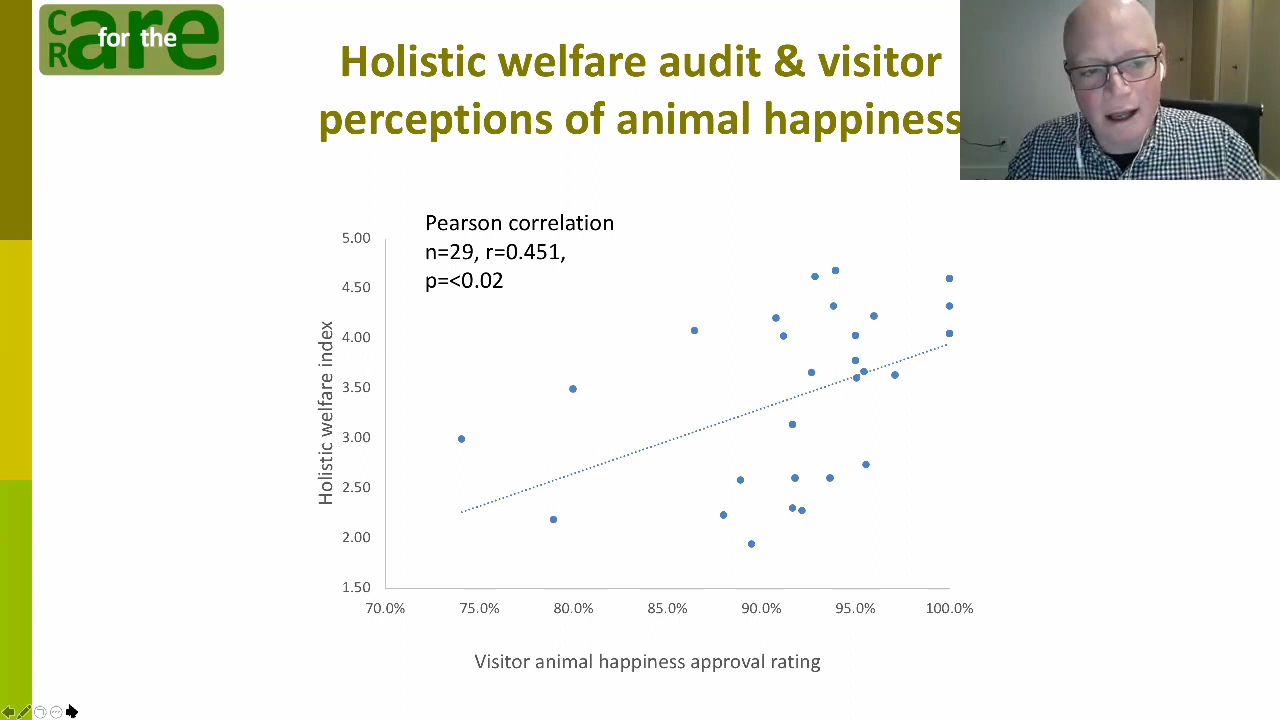 CR are for the
Holistic welfare audit & visitor
perceptions of animal happiness
Pearson correlation
n=29, r=0.451,
p=<0.02
Holistic welfare index
5.00
4.50
4.00
3.50
3.00
2.50
2.00
1.50
70.0% 75.0% 80.0% 85.0% 90.0% 95.0% 100.0%
Visitor animal happiness approval rating